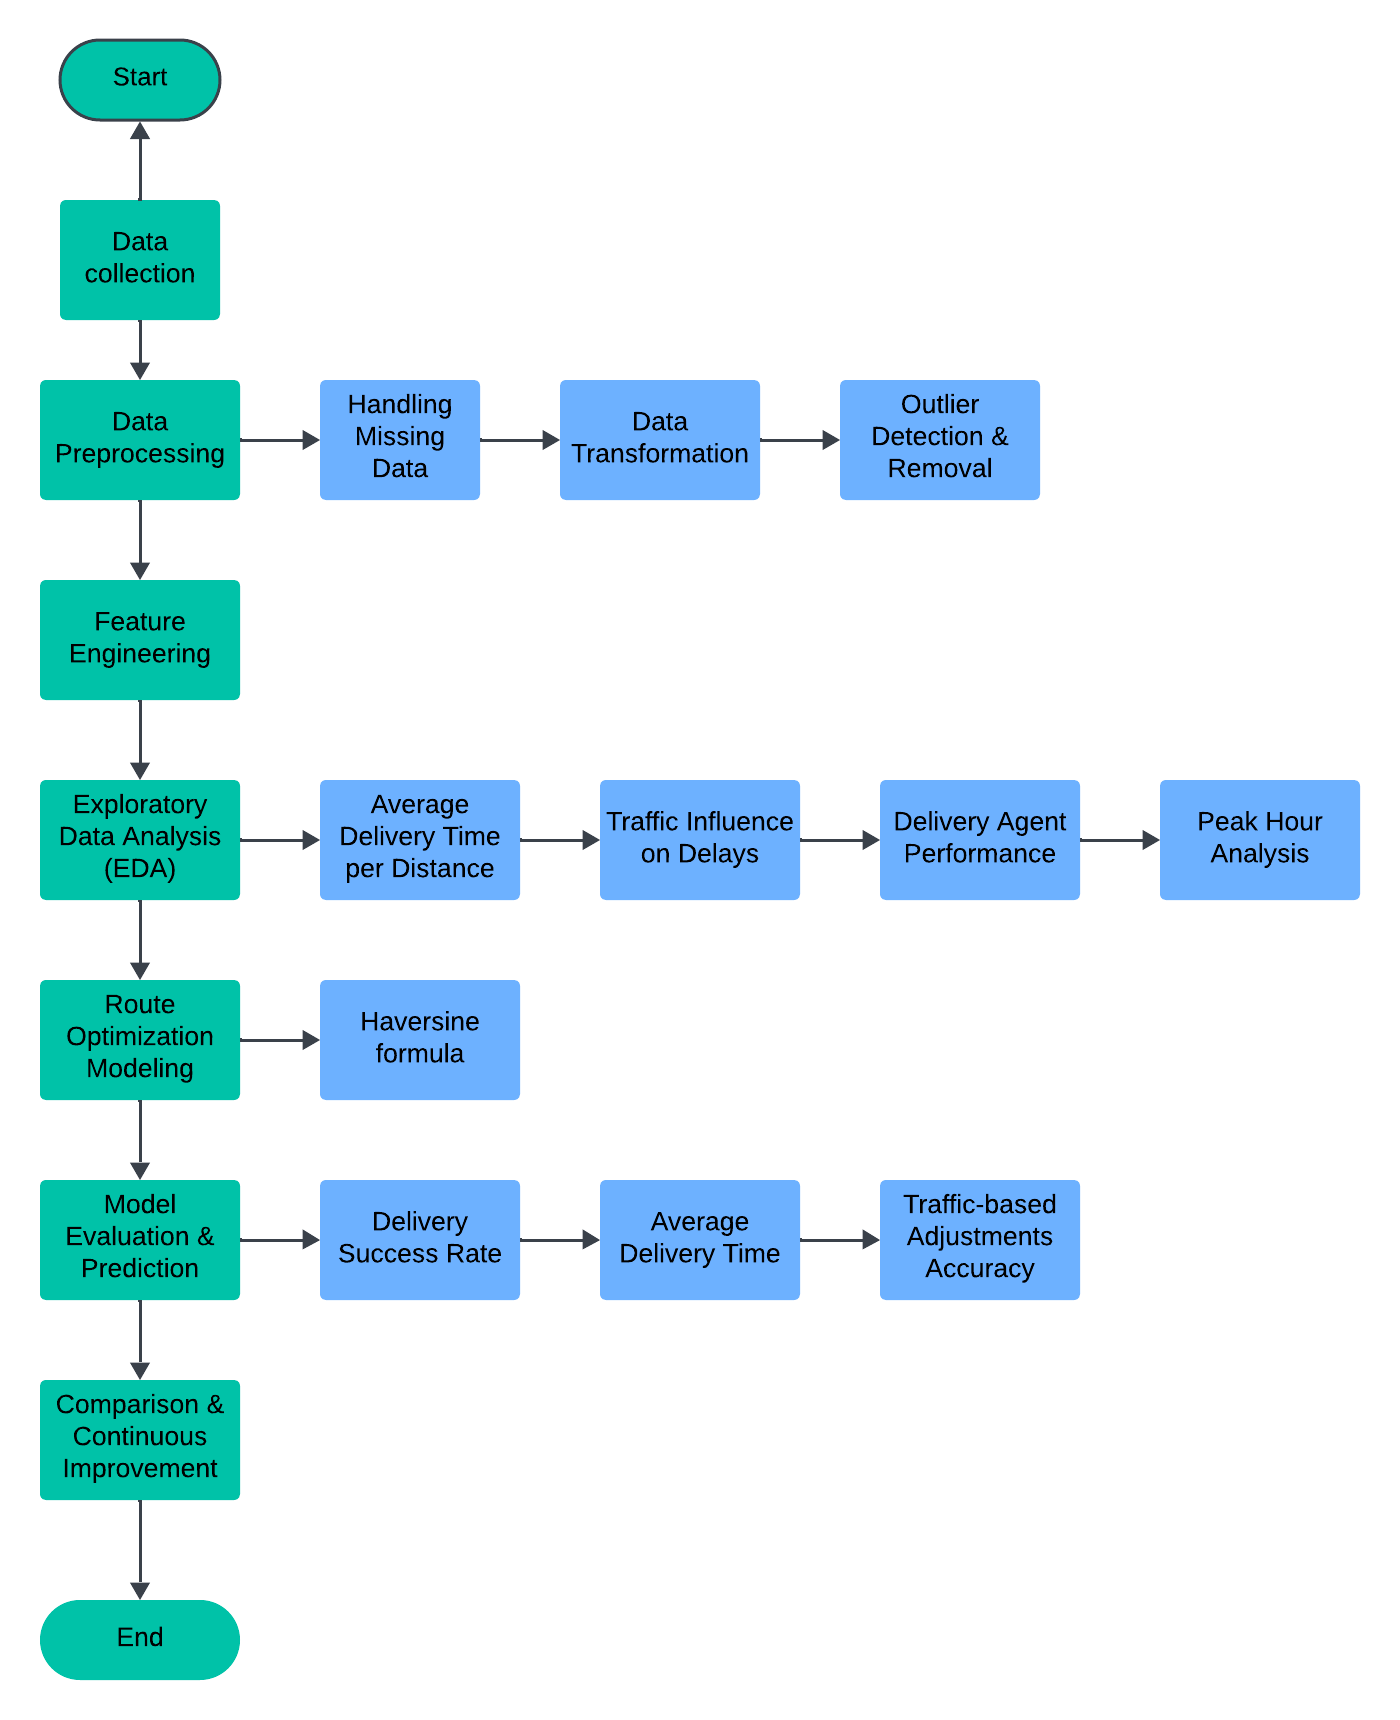 Start
Data
collection
Data
Preprocessing
Handling
Missing
Data
Data
Transformation
Outlier
Detection &
Removal
Feature
Engineering
Exploratory
Data Analysis
(EDA)
Average
Delivery Time
per Distance
Traffic Influence
on Delays
Delivery Agent
Performance
Peak Hour
Analysis
Route
Optimization
Modeling
Haversine
formula
Model
Evaluation &
Prediction
Delivery
Success Rate
Average
Delivery Time
Traffic-based
Adjustments
Accuracy
Comparison &
Continuous
Improvement
End